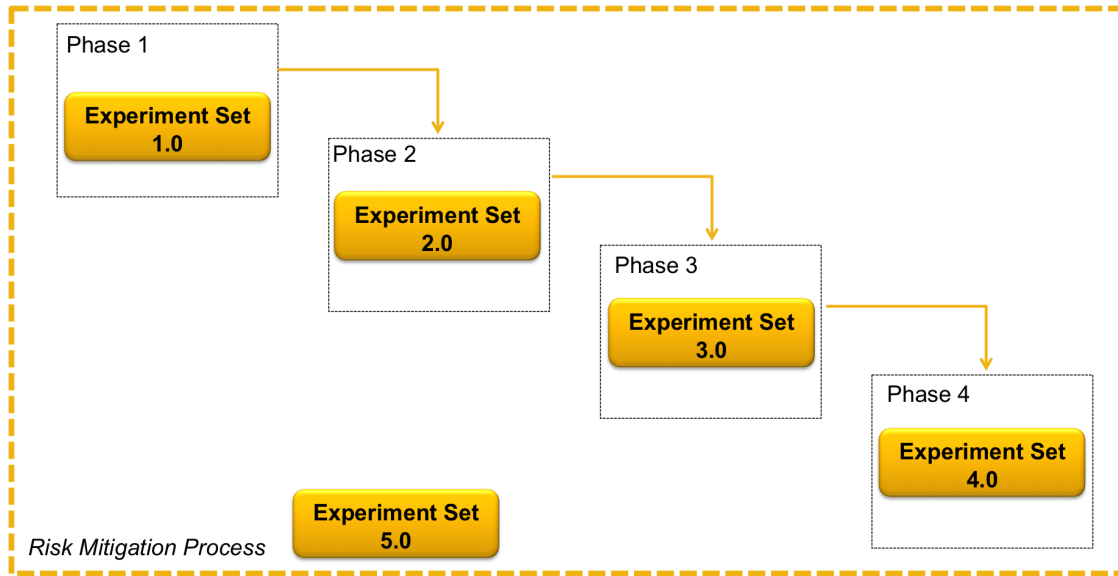 Phase 1
Experiment Set
1.0
Phase 2
Experiment Set
2.0
Phase 3
Experiment Set
3.0
Phase 4
Experiment Set
4.0
Experiment Set
5.0
Risk Mitigation Process